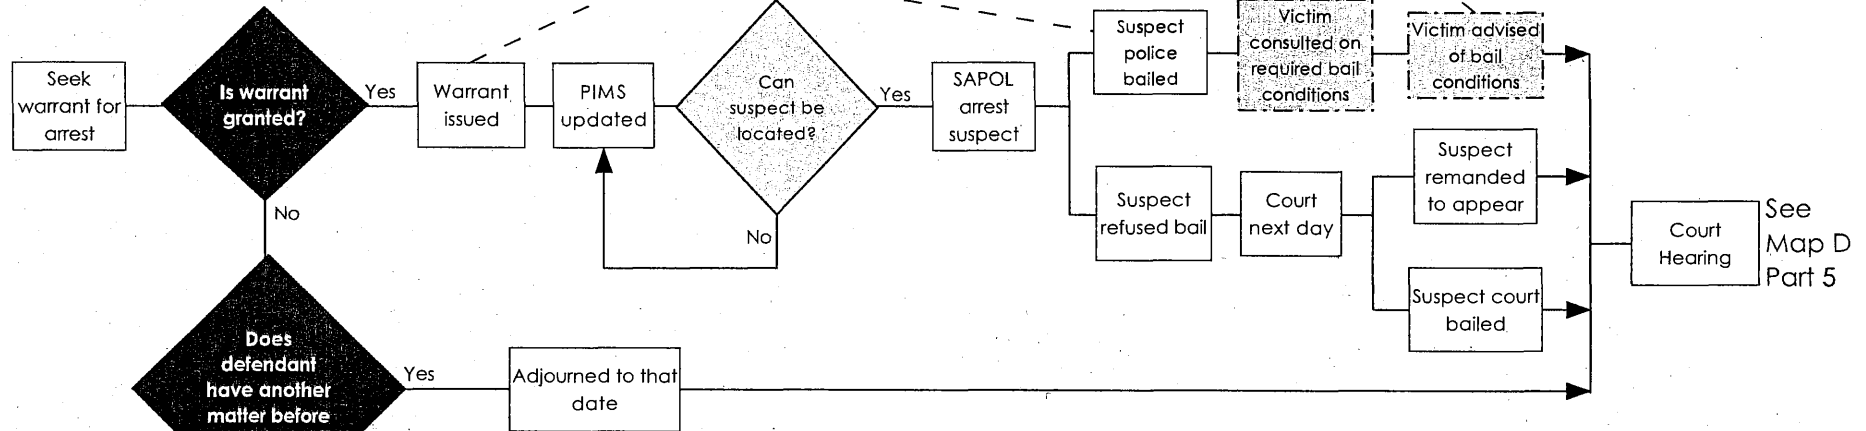 Seek
warrant for
arrest
Is warrant
granted?
Yes
No
Warrant
issued
PIMS
updated
Can
suspect be
located?
Yes
No
SAPOL
arrest
suspect
Suspect
police
bailed
Victim
consulted on
required bail
conditions
Victim advised
of bail
conditions
Suspect
refused bail
Court
next day
Suspect
remanded
to appear
Suspect court
bailed
Court
Hearing
See
Map D
Part 5
Does
defendant
have another
matter before
Yes
Adjourned to that
date